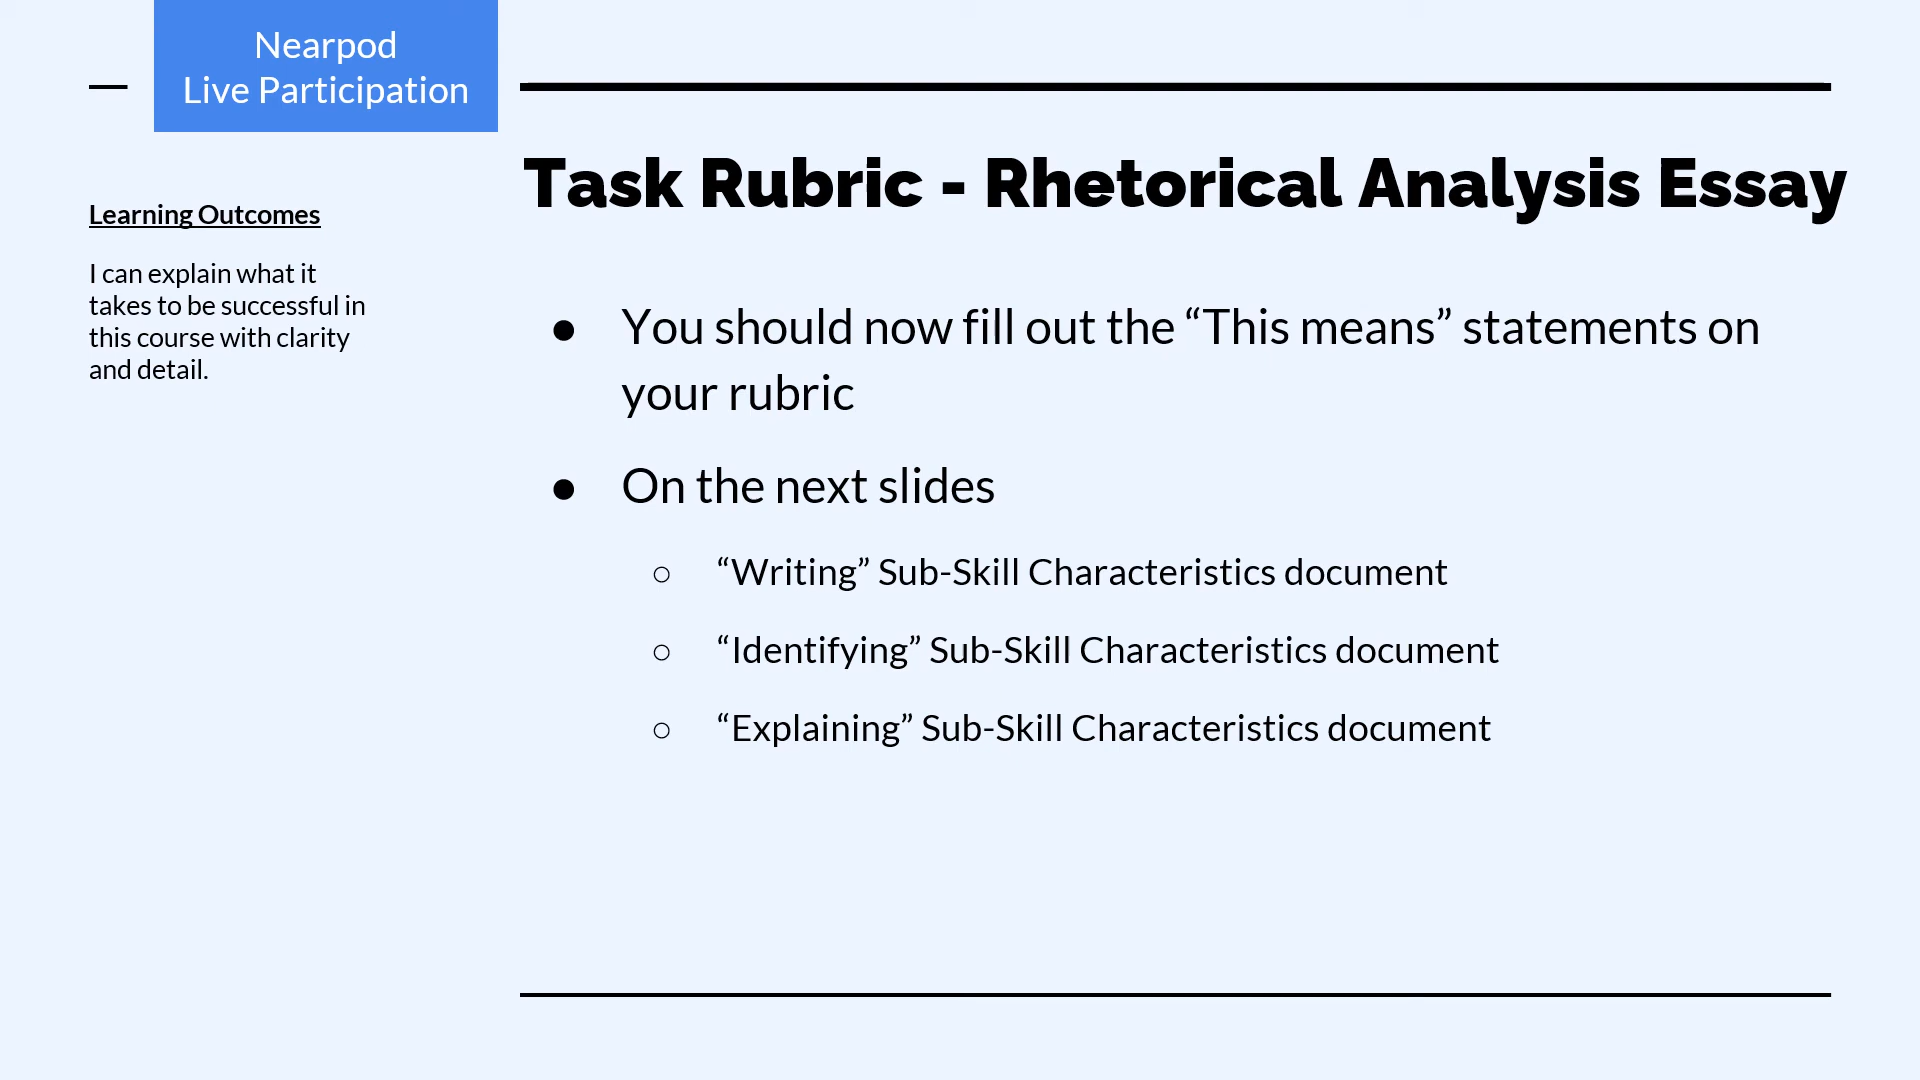 Nearpod
Live Participation
Task Rubric - Rhetorical Analysis Essay
Learning Outcomes
I can explain what it
takes to be successful in
this course with clarity
and detail.
● You should now fill out the “This means” statements on
your rubric
● On the next slides
○ “Writing” Sub-Skill Characteristics document
○ “Identifying” Sub-Skill Characteristics document
○ “Explaining” Sub-Skill Characteristics document